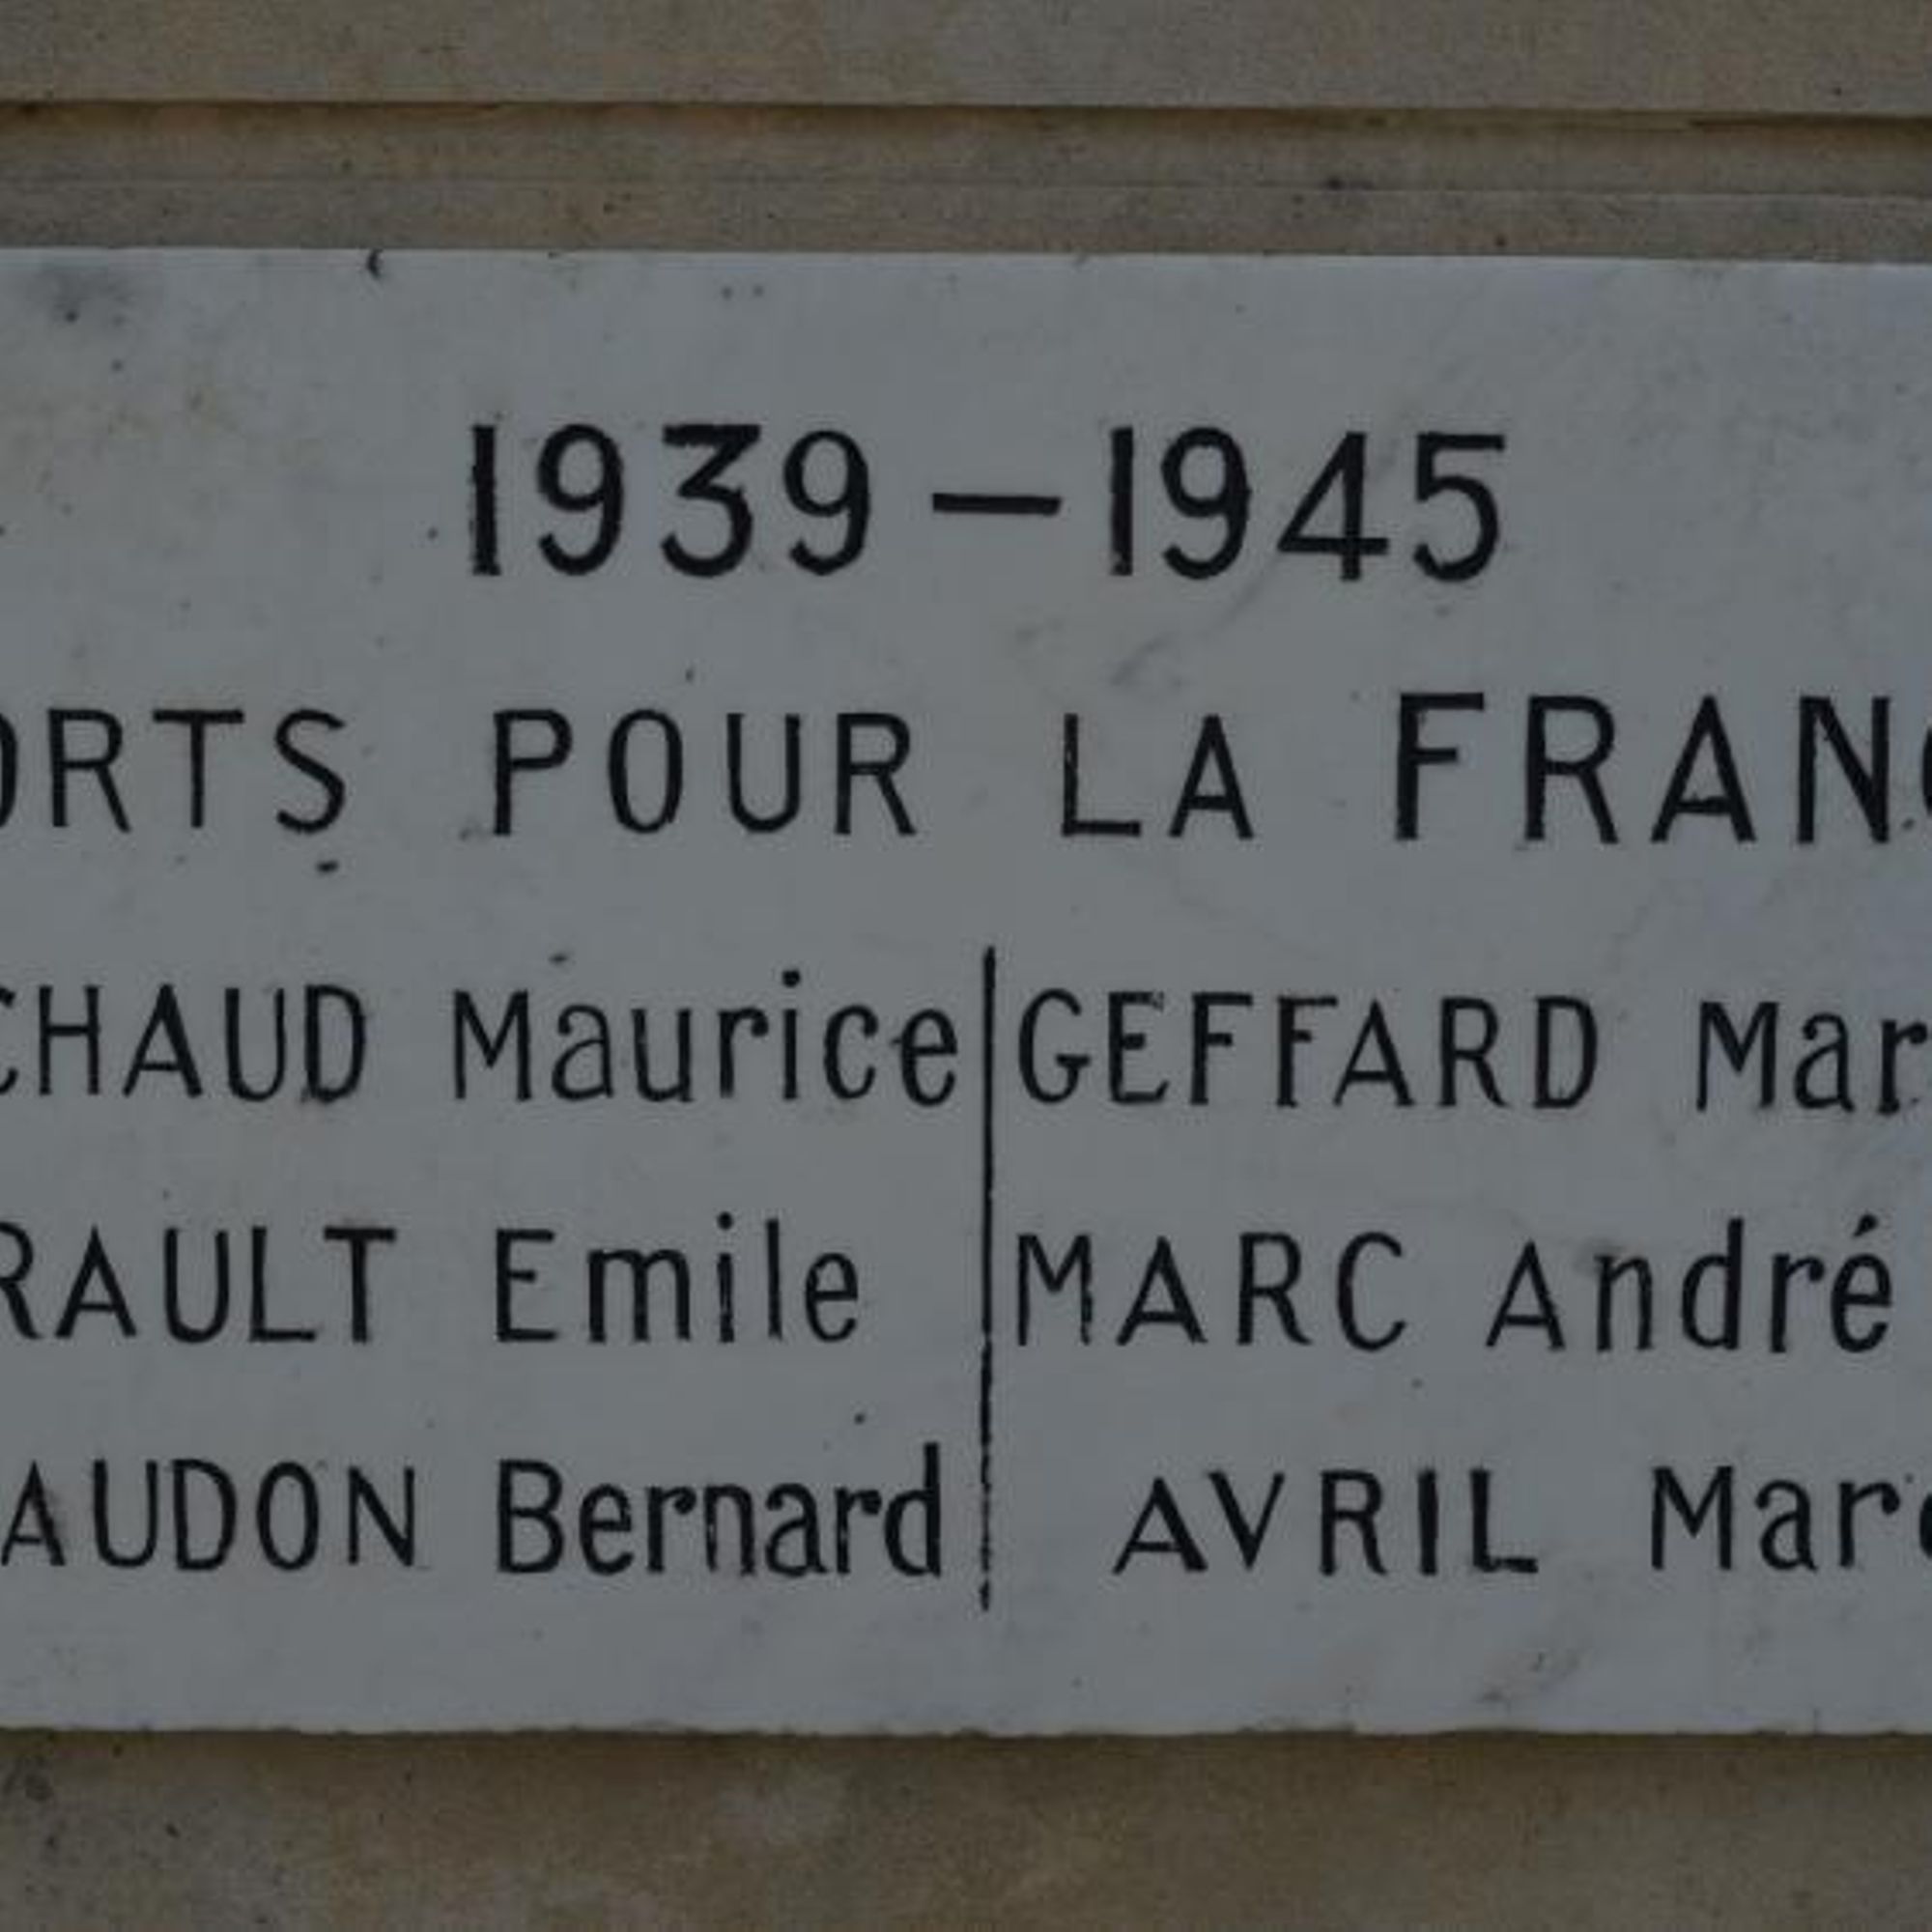 1939 – 1945
ORTS POUR LA FRANC
CHAUD Maurice GEFFARD Mar
RAULT Emile MARC André
AUDON Bernard AVRIL Marc